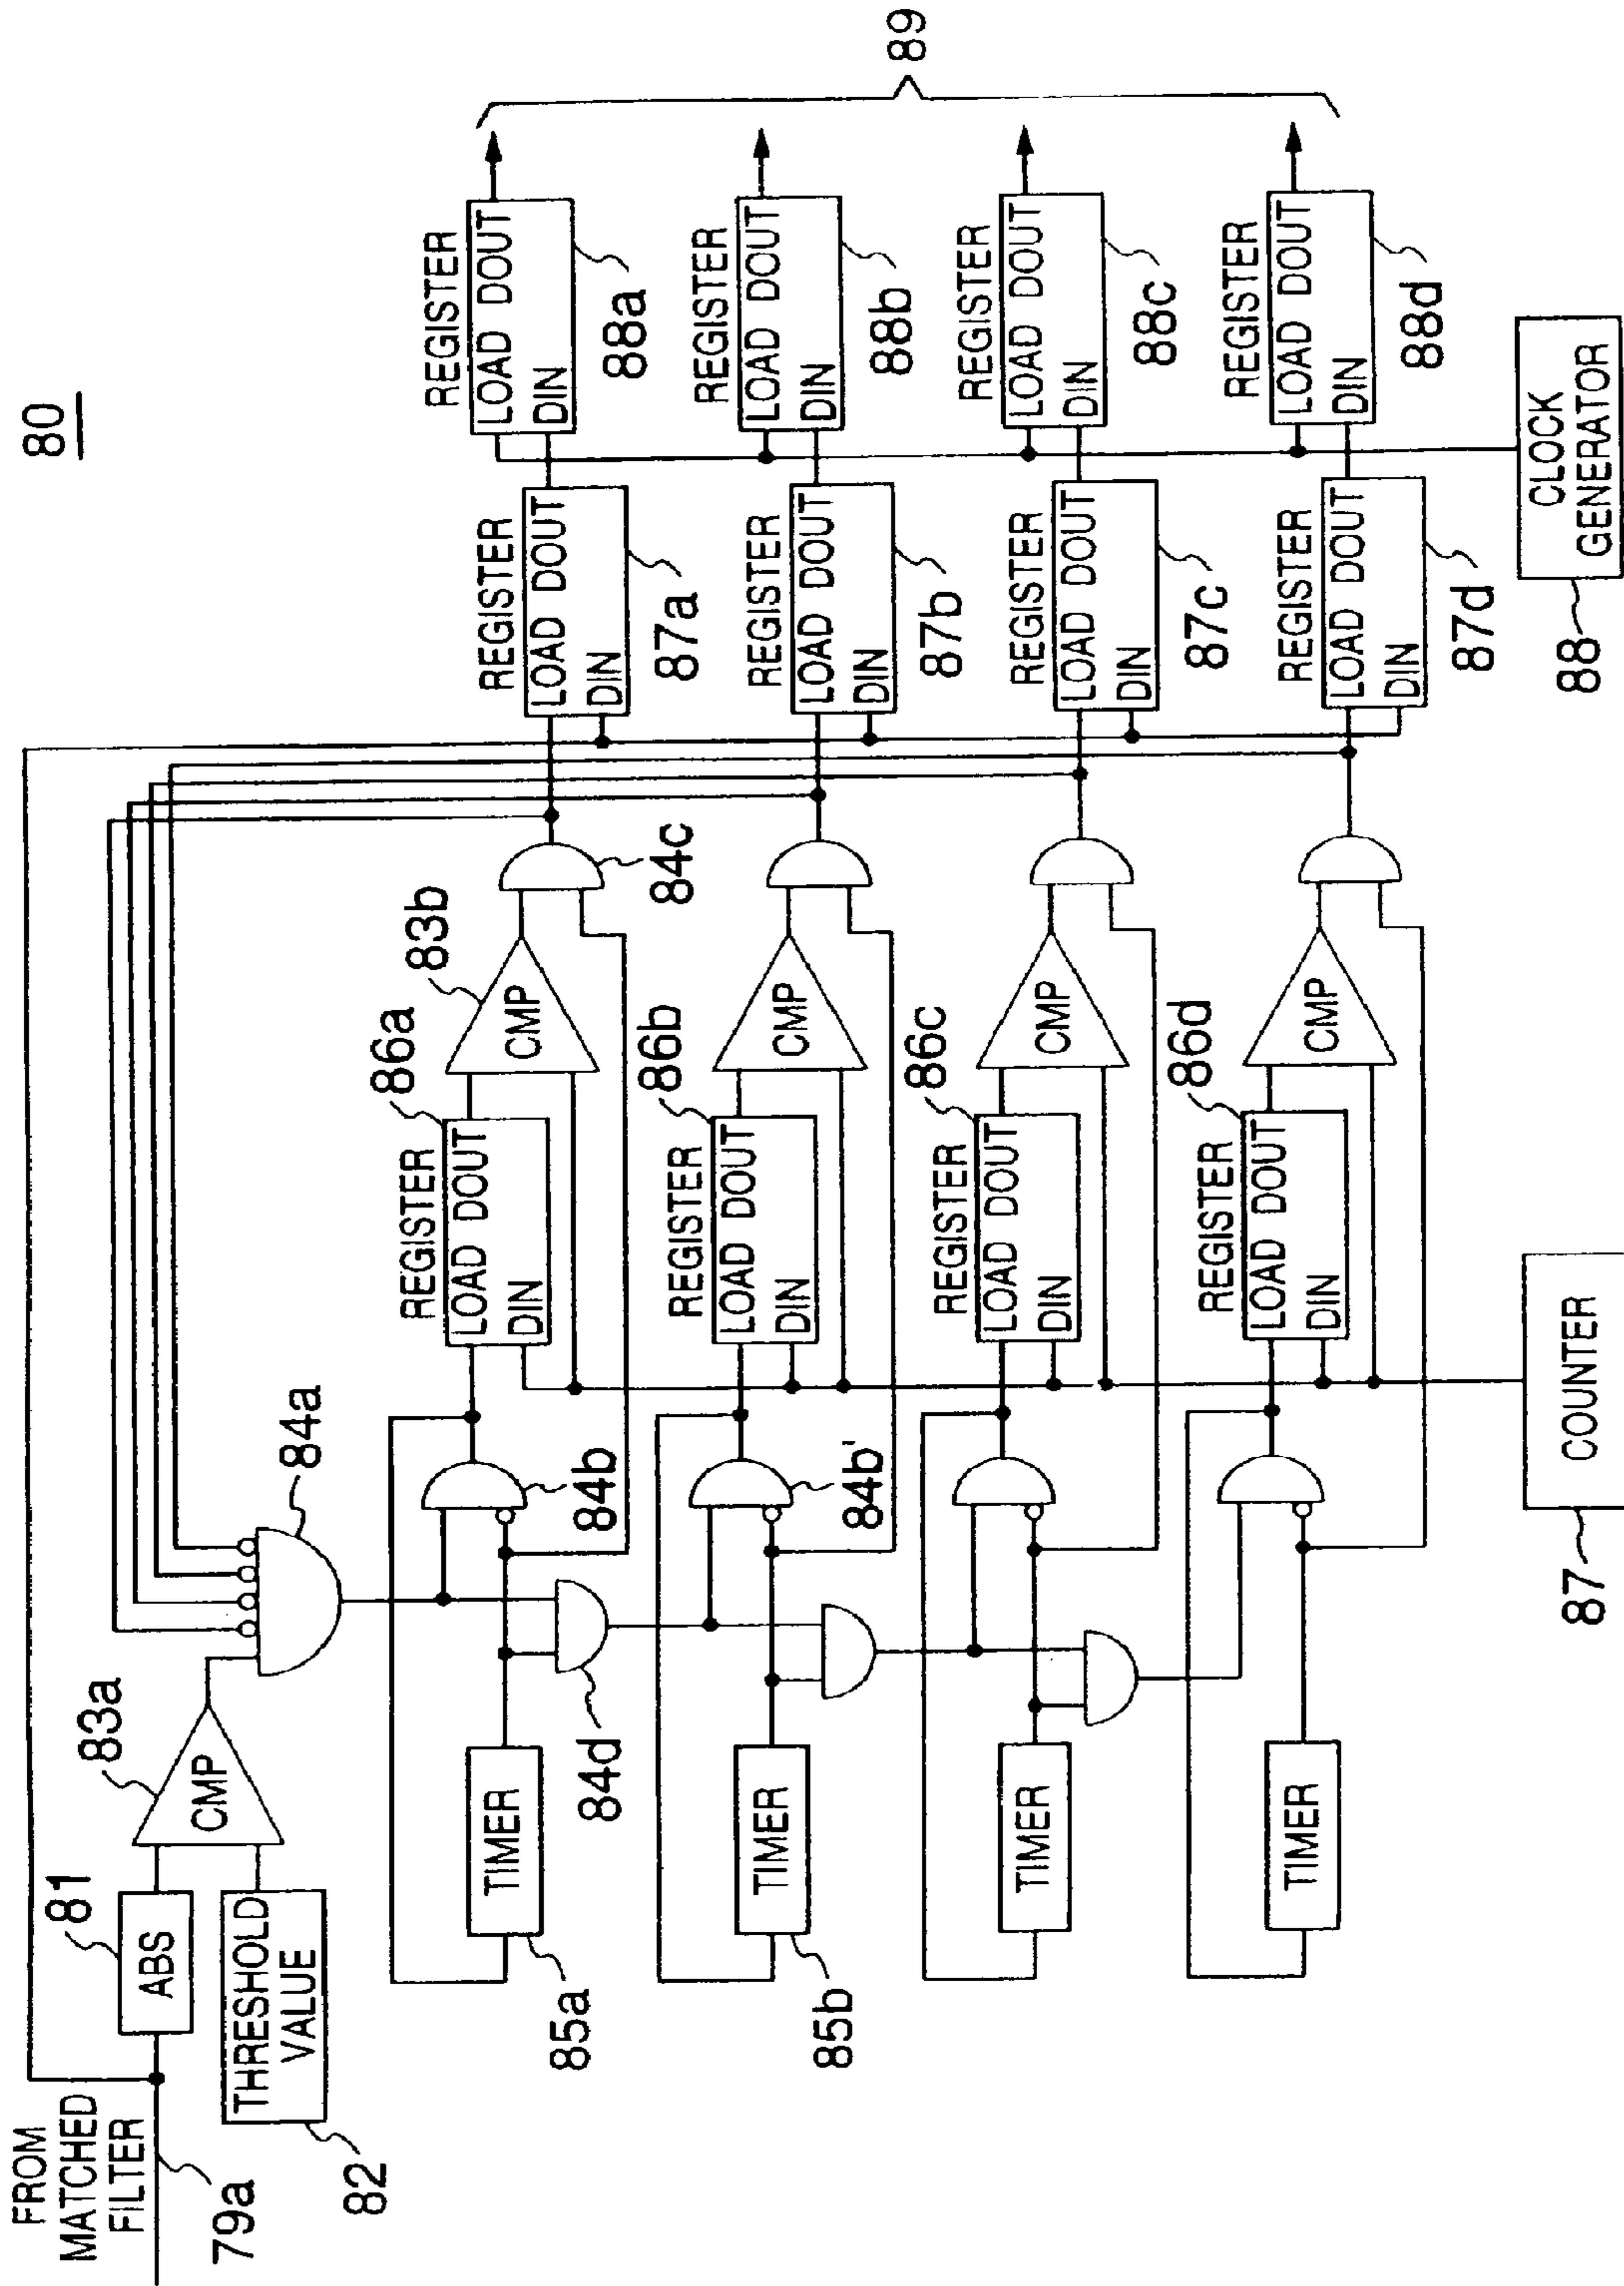 80
FROM
MATCHED
FILTER
79a
81
ABS
THRESHOLD
VALUE
82
83a
CMP
84a
85a
TIMER
84d
84b
REGISTER
LOAD DOUT
DIN
86a
CMP
83b
84c
REGISTER
LOAD DOUT
DIN
87a
REGISTER
LOAD DOUT
DIN
88a
85b
TIMER
84b'
REGISTER
LOAD DOUT
DIN
86b
CMP
REGISTER
LOAD DOUT
DIN
87b
REGISTER
LOAD DOUT
DIN
88b
TIMER
REGISTER
LOAD DOUT
DIN
86c
CMP
REGISTER
LOAD DOUT
DIN
87c
REGISTER
LOAD DOUT
DIN
88c
TIMER
REGISTER
LOAD DOUT
DIN
86d
CMP
REGISTER
LOAD DOUT
DIN
87d
REGISTER
LOAD DOUT
DIN
88d
89
87
COUNTER
88
CLOCK
GENERATOR